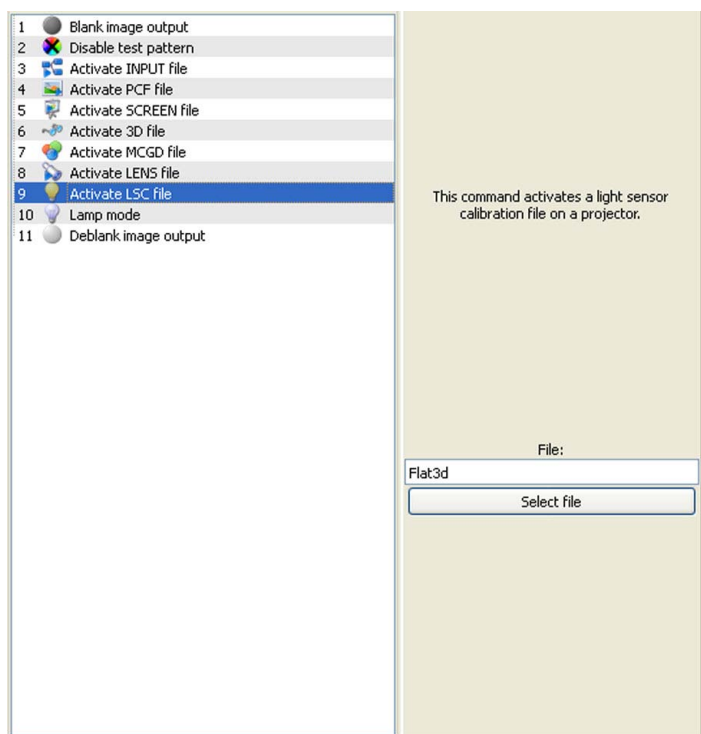 1 Blank image output
2 Disable test pattern
3 Activate INPUT file
4 Activate PCF file
5 Activate SCREEN file
6 Activate 3D file
7 Activate MCGD file
8 Activate LENS file
9 Activate LSC file
10 Lamp mode
11 Deblank image output
This command activates a light sensor
calibration file on a projector.
File:
Flat3d
Select file